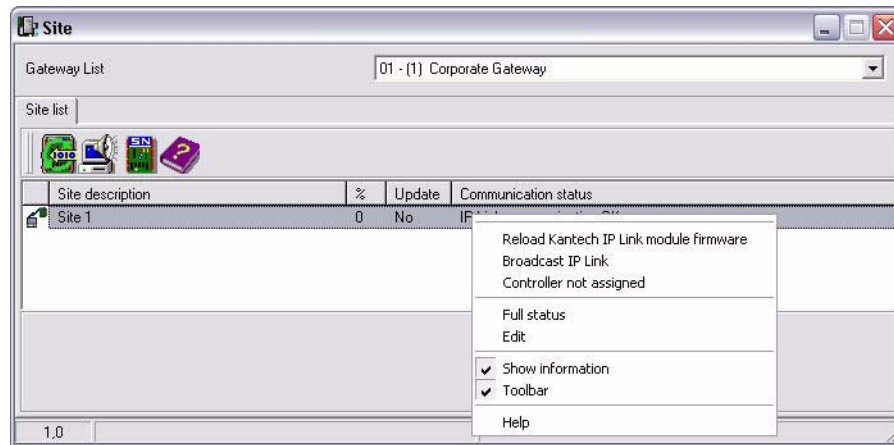 Site
Gateway List 01 - (1) Corporate Gateway
Site list
1010 SN ?
Site description % Update Communication status
Site 1 0 No
Reload Kantech IP Link module firmware
Broadcast IP Link
Controller not assigned
Full status
Edit
Show information
Toolbar
Help
1,0